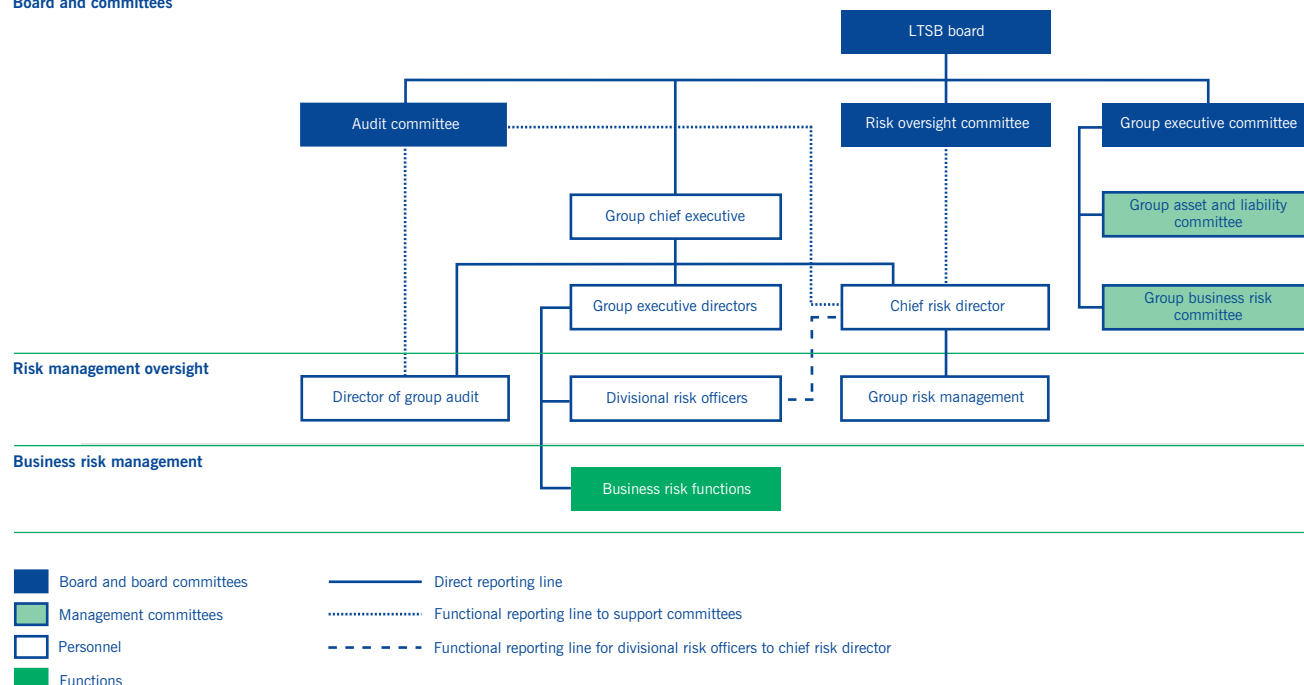 Board and committees
LTSB board
Audit committee
Risk oversight committee
Group executive committee
Group chief executive
Group asset and liability
committee
Group executive directors
Chief risk director
Group business risk
committee
Risk management oversight
Director of group audit
Divisional risk officers
Group risk management
Business risk management
Business risk functions
Board and board committees
Direct reporting line
Management committees
Functional reporting line to support committees
Personnel
Functional reporting line for divisional risk officers to chief risk director
Functions